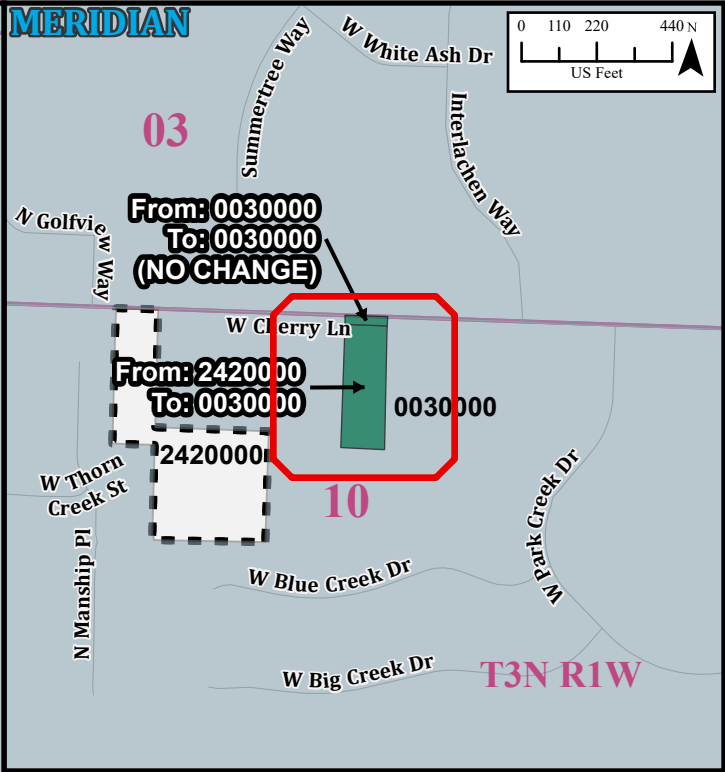 MERIDIAN
W White Ash Dr
0 110 220 440 N
US Feet
Summertree Way
Interlachen Way
03
From: 0030000
To: 0030000
(NO CHANGE)
N Golfview Way
W Cherry Ln
From: 2420000
To: 0030000
0030000
2420000
W Thorn
Creek St
10
W Park Creek Dr
N Manship Pl
W Blue Creek Dr
W Big Creek Dr
T3N R1W